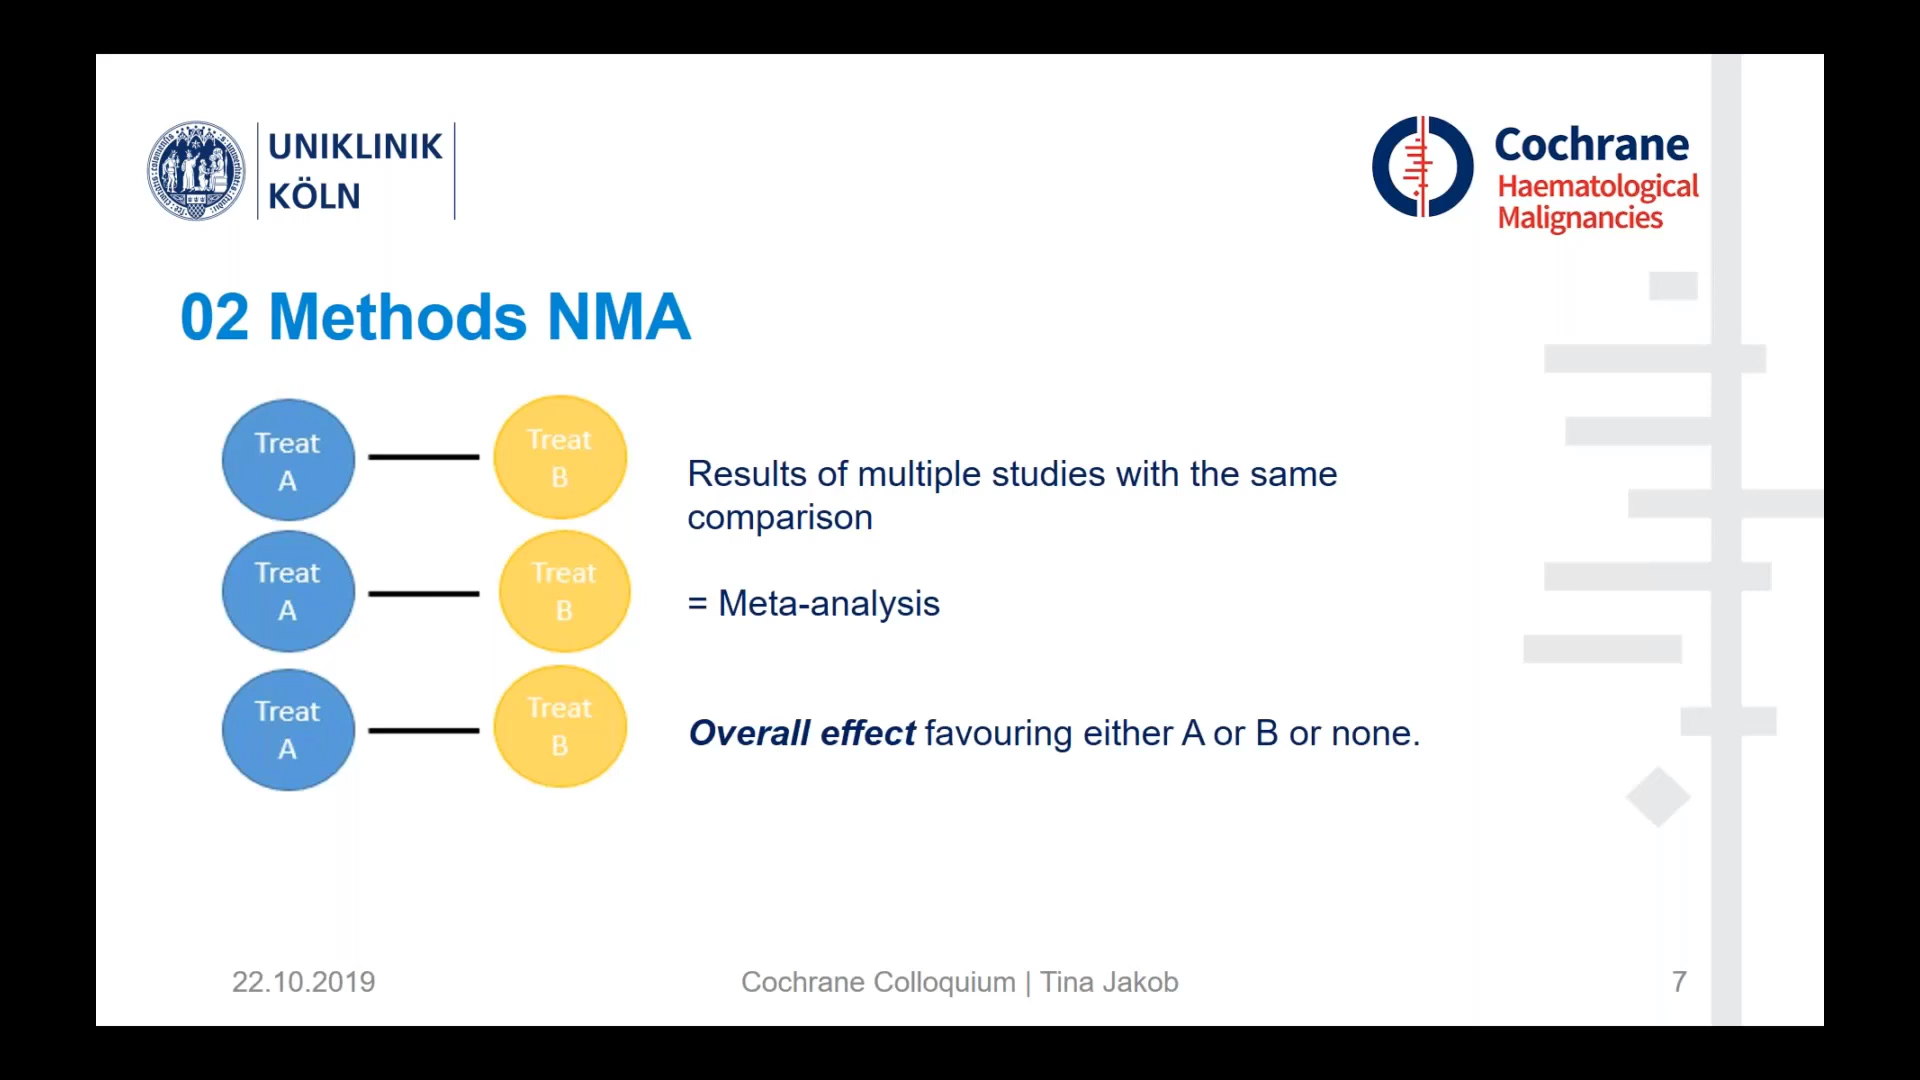 UNIKLINIK
KÖLN
Cochrane
Haematological
Malignancies
02 Methods NMA
Treat
A
Treat
B
Treat
A
Treat
B
Treat
A
Treat
B
Results of multiple studies with the same
comparison
= Meta-analysis
Overall effect favouring either A or B or none.
22.10.2019
Cochrane Colloquium | Tina Jakob
7